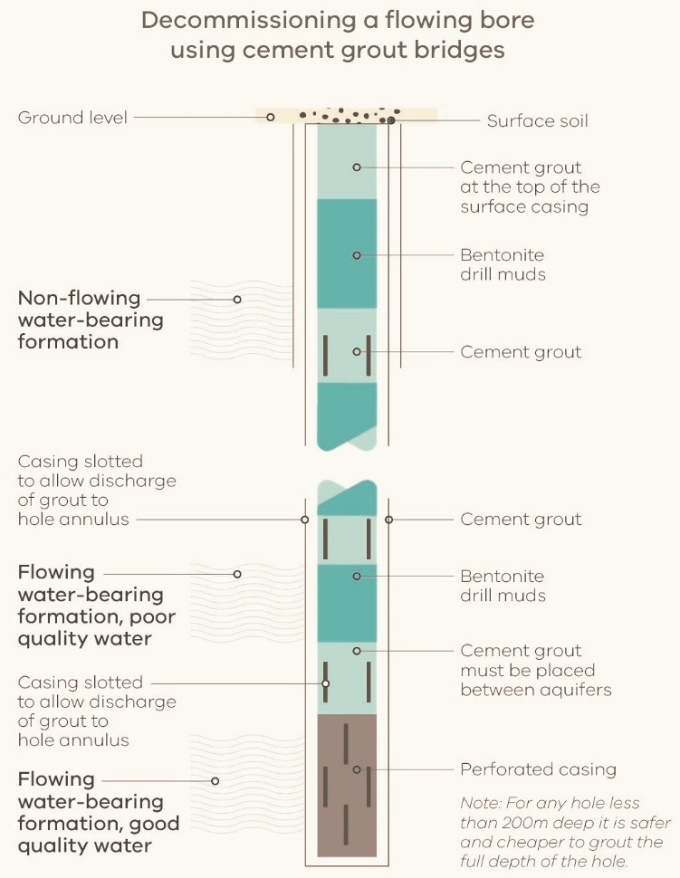 Decommissioning a flowing bore
using cement grout bridges
Ground level
Surface soil
Cement grout
at the top of the
surface casing
Bentonite
drill muds
Non-flowing
water-bearing
formation
Cement grout
Casing slotted
to allow discharge
of grout to
hole annulus
Cement grout
Flowing
water-bearing
formation, poor
quality water
Bentonite
drill muds
Cement grout
must be placed
between aquifers
Casing slotted
to allow discharge
of grout to
hole annulus
Flowing
water-bearing
formation, good
quality water
Perforated casing
Note: For any hole less
than 200m deep it is safer
and cheaper to grout the
full depth of the hole.